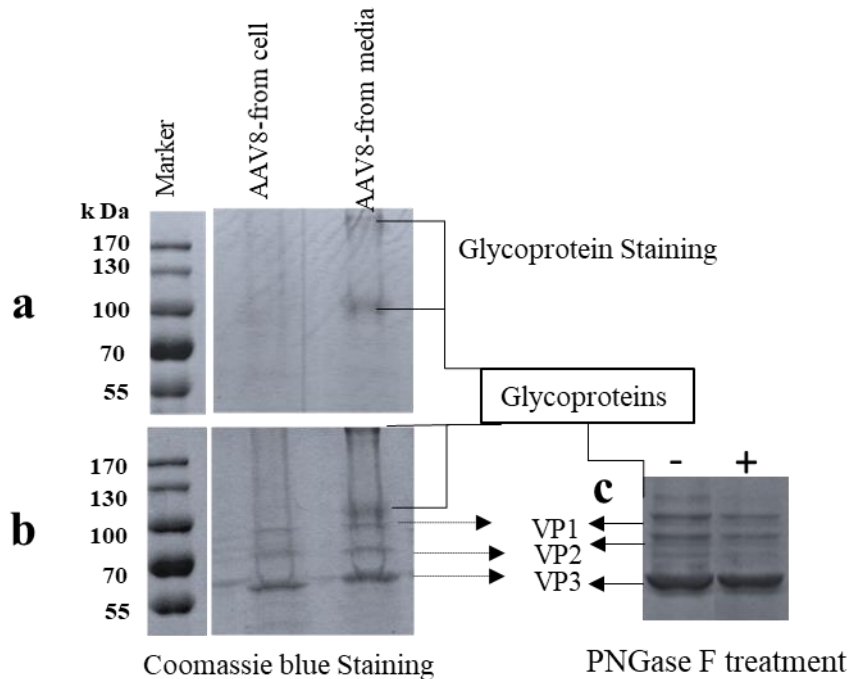 Marker
AAV8-from cell
AAV8-from media
k Da
170
130
100
70
55
a
Glycoprotein Staining
Glycoproteins
170
130
100
70
55
b
- +
c
VP1
VP2
VP3
Coomassie blue Staining
PNGase F treatment